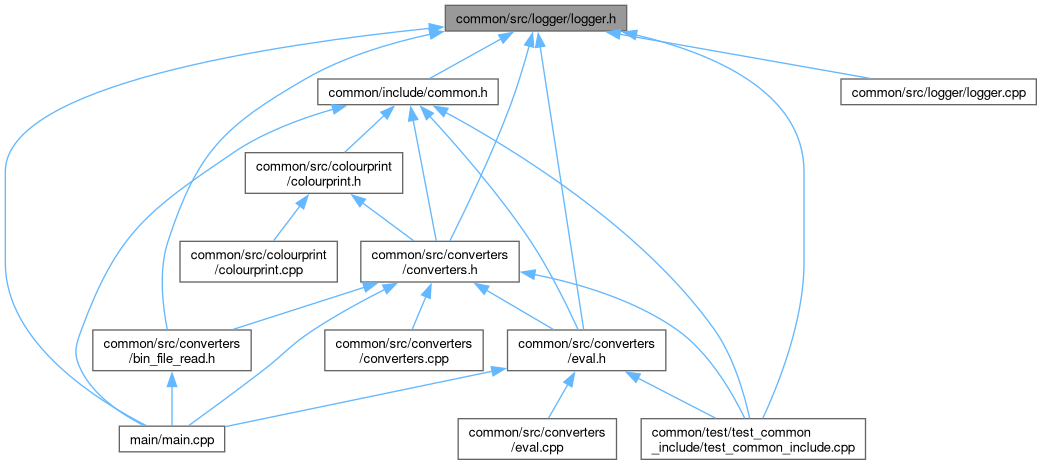 common/src/logger/logger.h
common/include/common.h
common/src/logger/logger.cpp
common/src/colourprint
/colourprint.h
common/src/colourprint
/colourprint.cpp
common/src/converters
/converters.h
common/src/converters
/bin_file_read.h
common/src/converters
/converters.cpp
common/src/converters
/eval.h
main/main.cpp
common/src/converters
/eval.cpp
common/test/test_common
_include/test_common_include.cpp